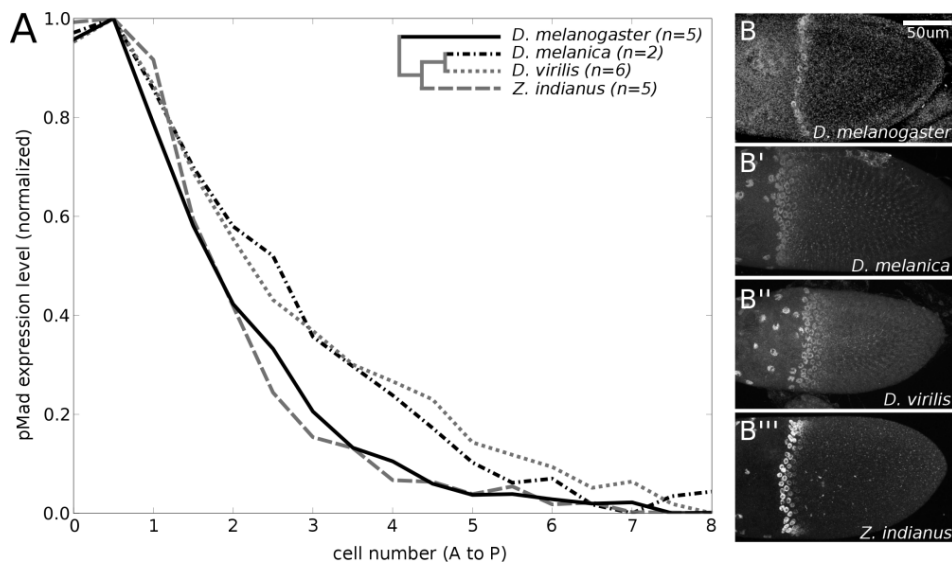 A
1.0
0.8
0.6
0.4
0.2
0.0
pMad expression level (normalized)
0 1 2 3 4 5 6 7 8
cell number (A to P)
D. melanogaster (n=5)
D. melanica (n=2)
D. virilis (n=6)
Z. indianus (n=5)
B
50um
D. melanogaster
B'
D. melanica
B''
D. virilis
B'''
Z. indianus